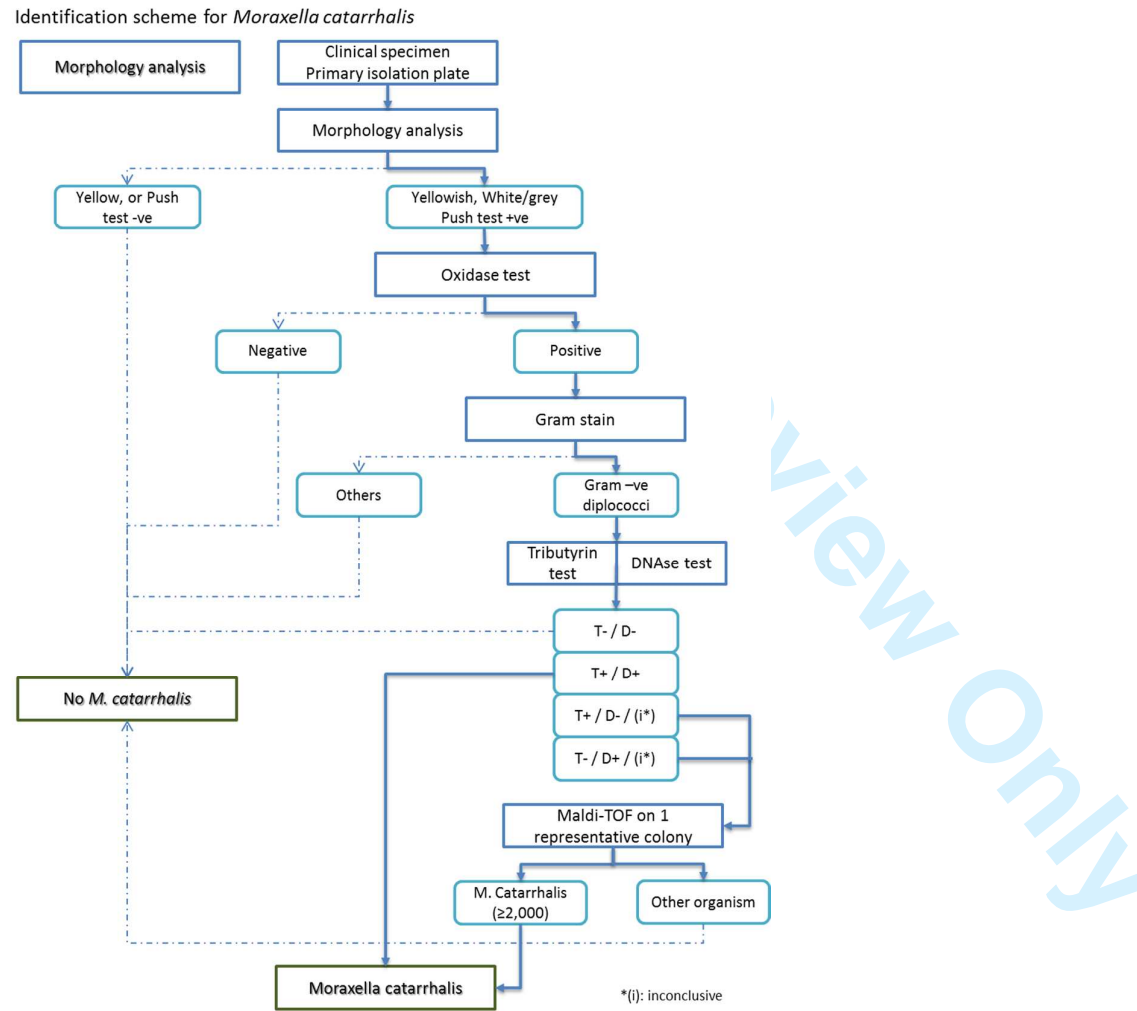 Identification scheme for Moraxella catarrhalis
Morphology analysis
Clinical specimen
Primary isolation plate
Morphology analysis
Yellow, or Push
test -ve
Yellowish, White/grey
Push test +ve
Oxidase test
Negative
Positive
Gram stain
Others
Gram –ve
diplococci
Tributyrin
test
DNAse test
T- / D-
T+ / D+
T+ / D- / (i*)
T- / D+ / (i*)
No M. catarrhalis
Maldi-TOF on 1
representative colony
M. Catarrhalis
(≥2,000)
Other organism
Moraxella catarrhalis
*(i): inconclusive
view Only